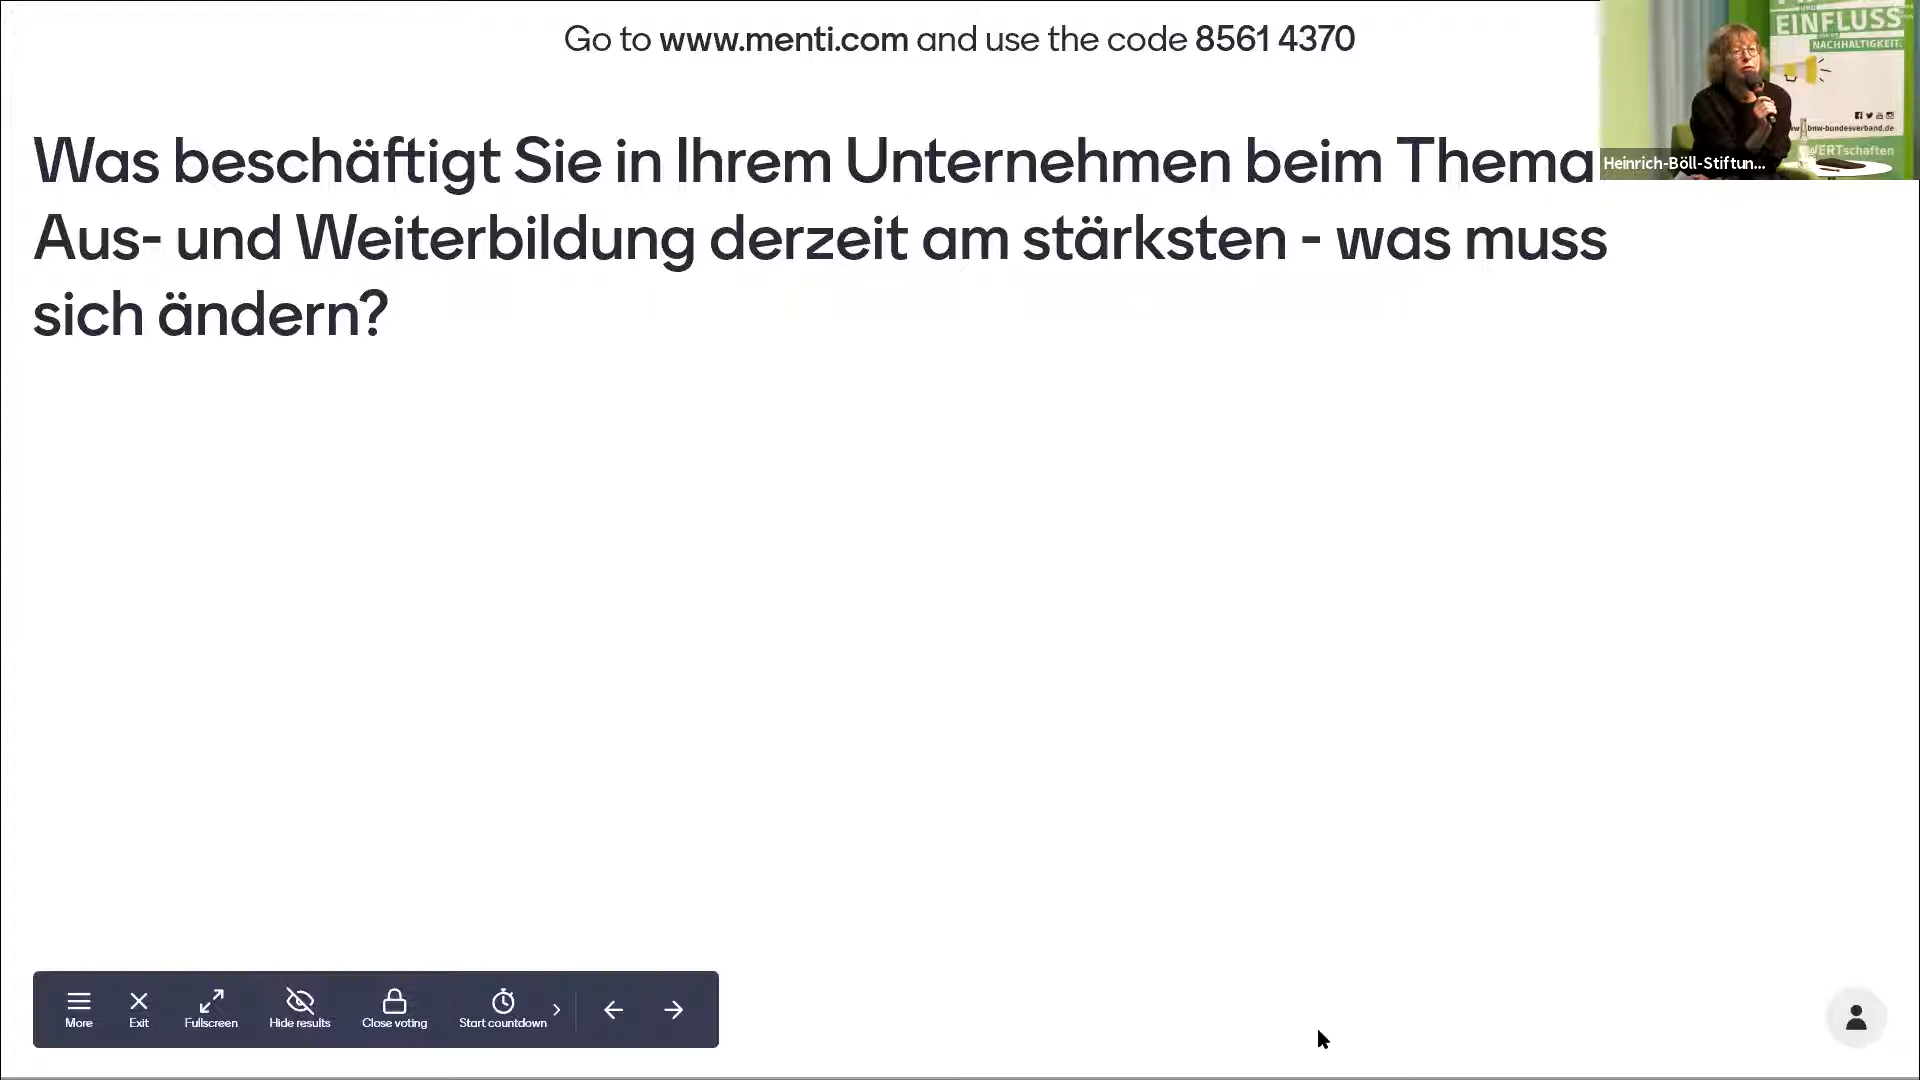 Go to www.menti.com and use the code 8561 4370
Was beschäftigt Sie in Ihrem Unternehmen beim Thema
Aus- und Weiterbildung derzeit am stärksten - was muss
sich ändern?
EINFLUSS
NACHHALTIGKEIT.
bnw-bundesverband.de
WERTschaften
Heinrich-Böll-Stiftun...
More
Exit
Fullscreen
Hide results
Close voting
Start countdown